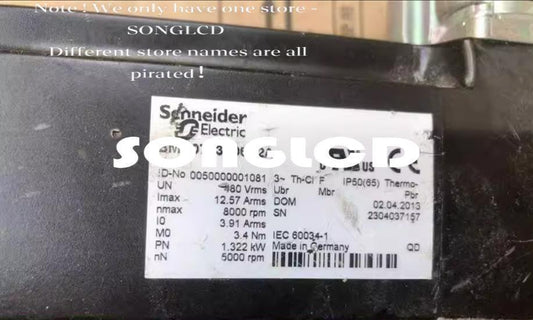 Note! We only have one store -
SONGLCD
Different store names are all
pirated!
Schneider
Electric
SONGLCD
ID-No 0050000001081 3~ Th-Cl F IP50(65) Thermo-
UN 480 Vrms Ubr Mbr Pbr
Imax 12.57 Arms DOM 02.04.2013
nmax 8000 rpm SN 2304037157
I0 3.91 Arms
M0 3.4 Nm IEC 60034-1
PN 1.322 kW Made in Germany QD
nN 5000 rpm